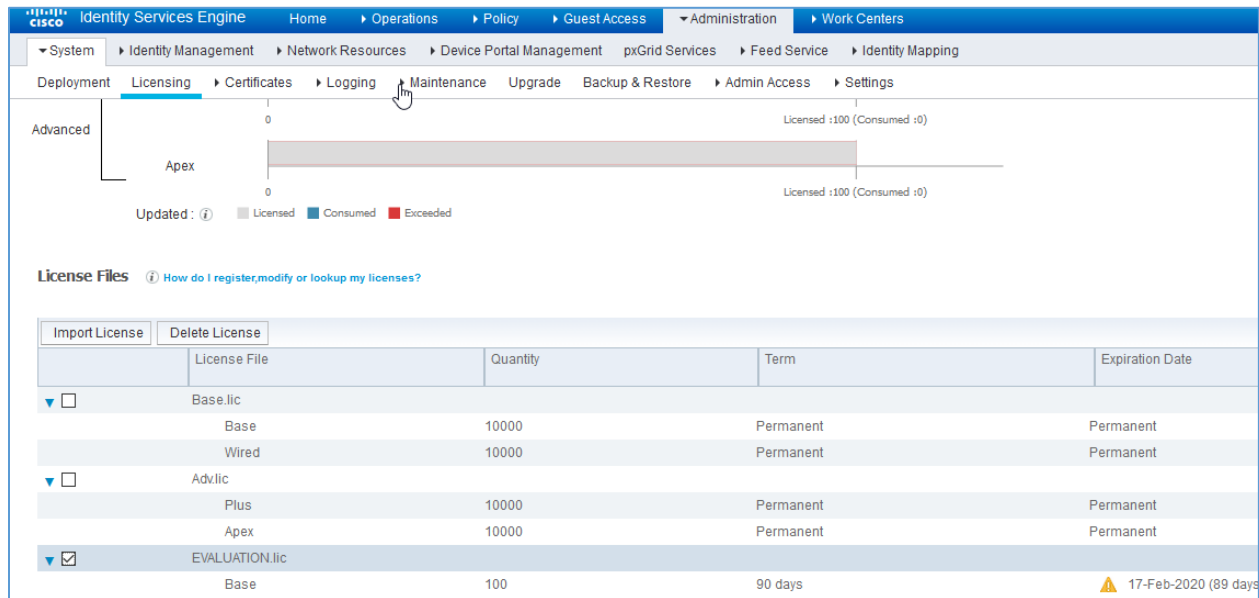 cisco Identity Services Engine Home Operations Policy Guest Access Administration Work Centers
System Identity Management Network Resources Device Portal Management pxGrid Services Feed Service Identity Mapping
Deployment Licensing Certificates Logging Maintenance Upgrade Backup & Restore Admin Access Settings
Advanced
0 Licensed :100 (Consumed :0)
Apex
0 Licensed :100 (Consumed :0)
Updated : i Licensed Consumed Exceeded
License Files i How do I register,modify or lookup my licenses?
Import License Delete License
License File Quantity Term Expiration Date
Base.lic
Base 10000 Permanent Permanent
Wired 10000 Permanent Permanent
Adv.lic
Plus 10000 Permanent Permanent
Apex 10000 Permanent Permanent
EVALUATION.lic
Base 100 90 days 17-Feb-2020 (89 days